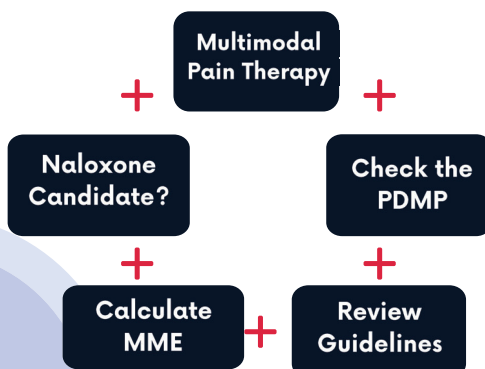 Multimodal
Pain Therapy
Naloxone
Candidate?
Check the
PDMP
Calculate
MME
Review
Guidelines